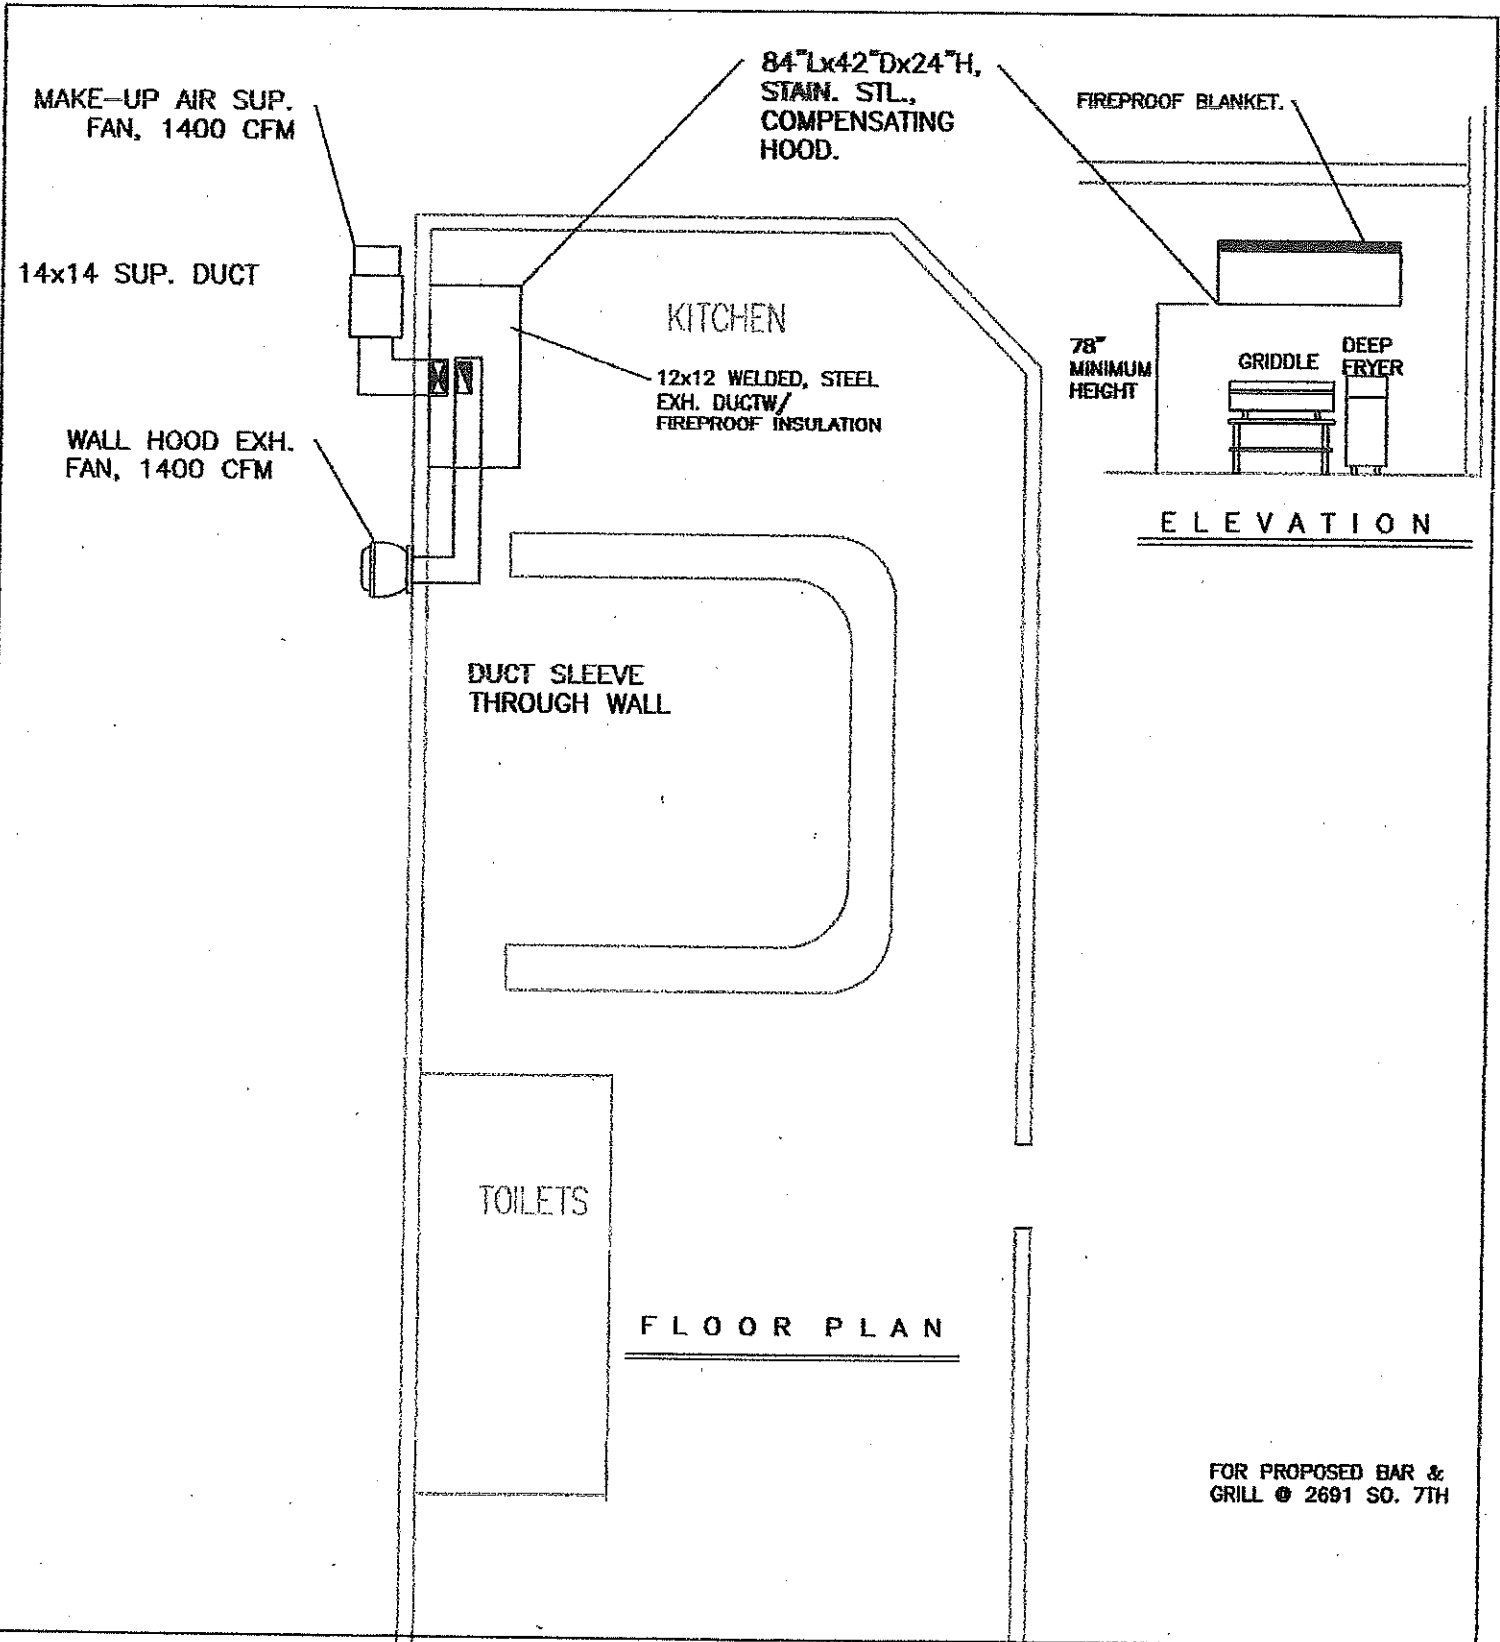 84"Lx42"Dx24"H,
STAIN. STL.,
COMPENSATING
HOOD.
MAKE-UP AIR SUP.
FAN, 1400 CFM
FIREPROOF BLANKET.
14x14 SUP. DUCT
KITCHEN
12x12 WELDED, STEEL
EXH. DUCTW/
FIREPROOF INSULATION
78"
MINIMUM
HEIGHT
GRIDDLE
DEEP
FRYER
WALL HOOD EXH.
FAN, 1400 CFM
ELEVATION
DUCT SLEEVE
THROUGH WALL
TOILETS
FLOOR PLAN
FOR PROPOSED BAR &
GRILL @ 2691 SO. 7TH